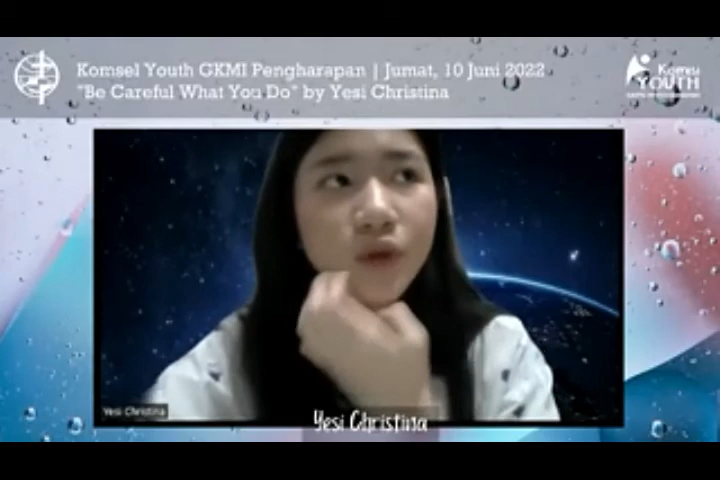 Komsel Youth GKMI Pengharapan | Jumat, 10 Juni 2022
"Be Careful What You Do" by Yesi Christina
Komisi
YOUTH
Yesi Christina
Yesi Christina